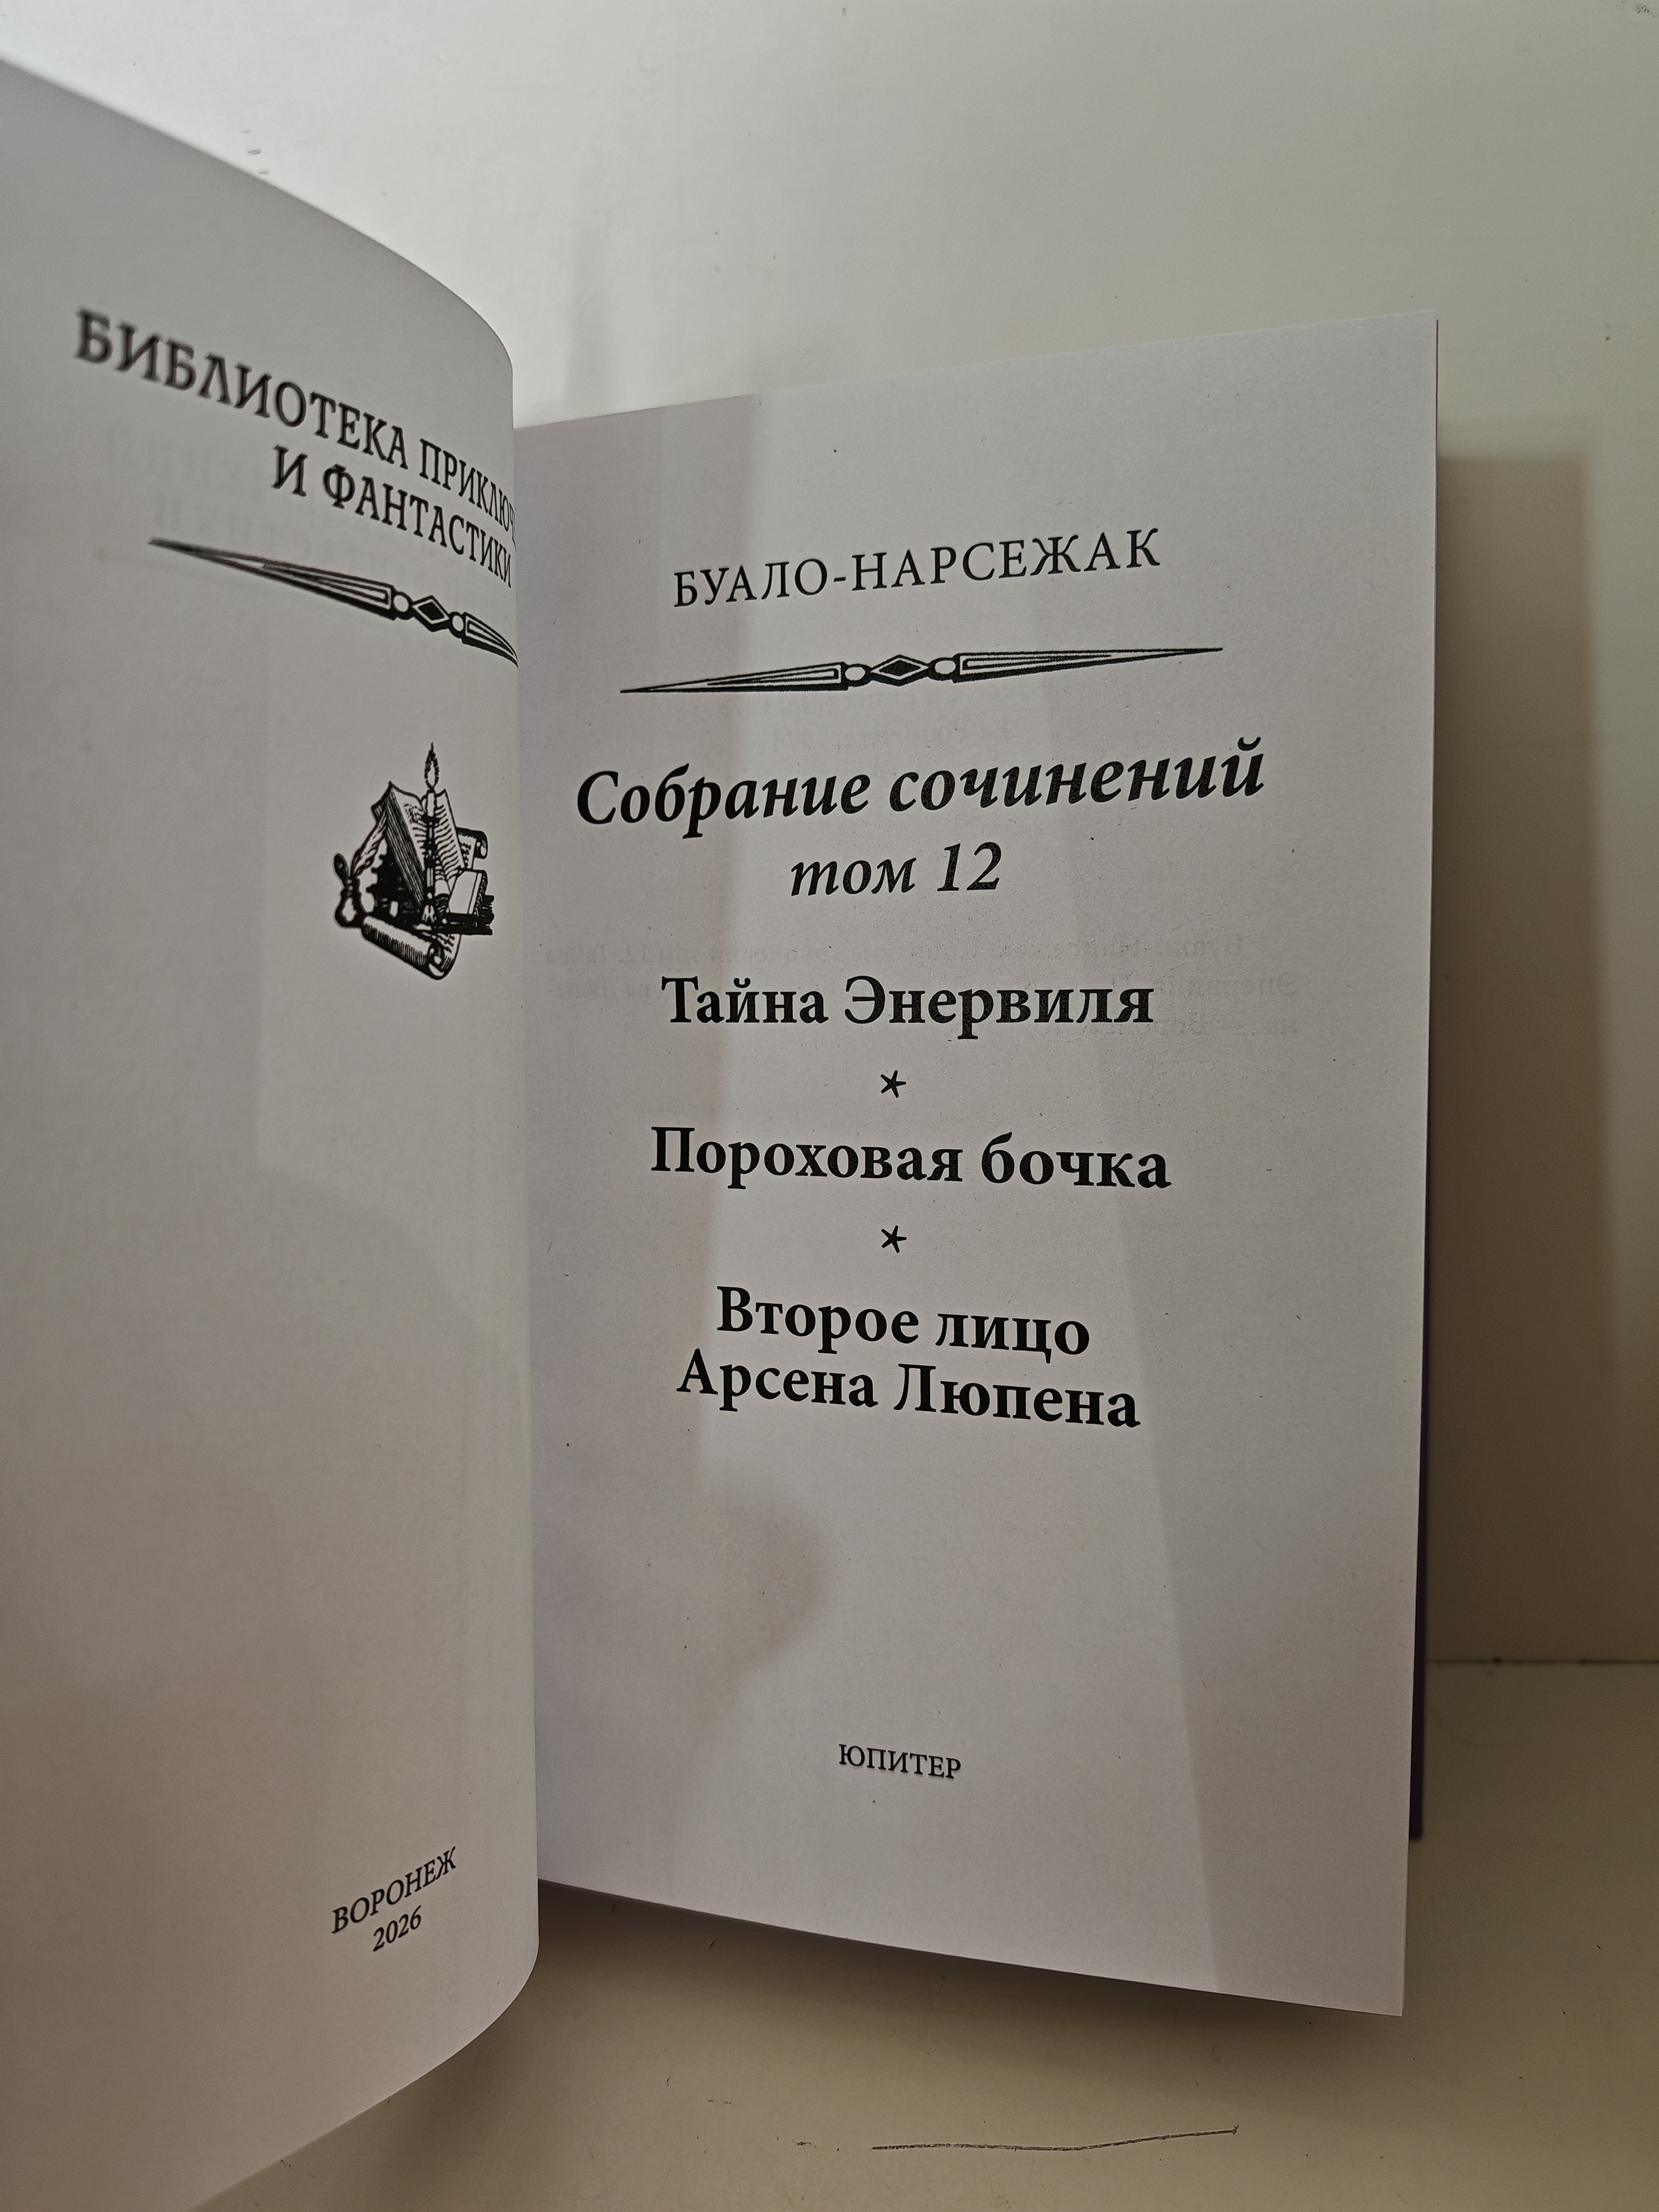 БИБЛИОТЕКА ПРИКЛЮЧ
И ФАНТАСТИКИ
ВОРОНЕЖ
2026
БУАЛО-НАРСЕЖАК
Собрание сочинений
том 12
Тайна Энервиля
*
Пороховая бочка
*
Второе лицо
Арсена Люпена
ЮПИТЕР